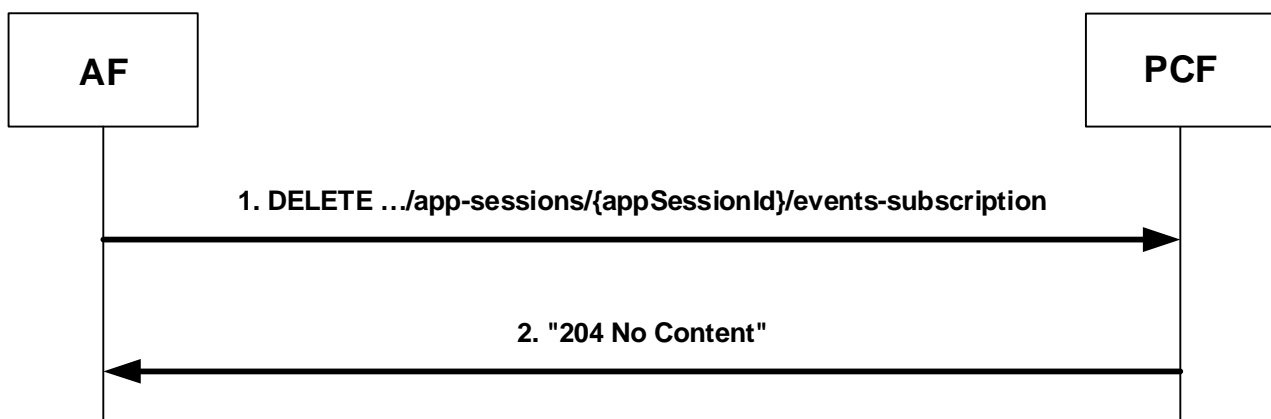 AF
PCF
1. DELETE …/app-sessions/{appSessionId}/events-subscription
2. "204 No Content"